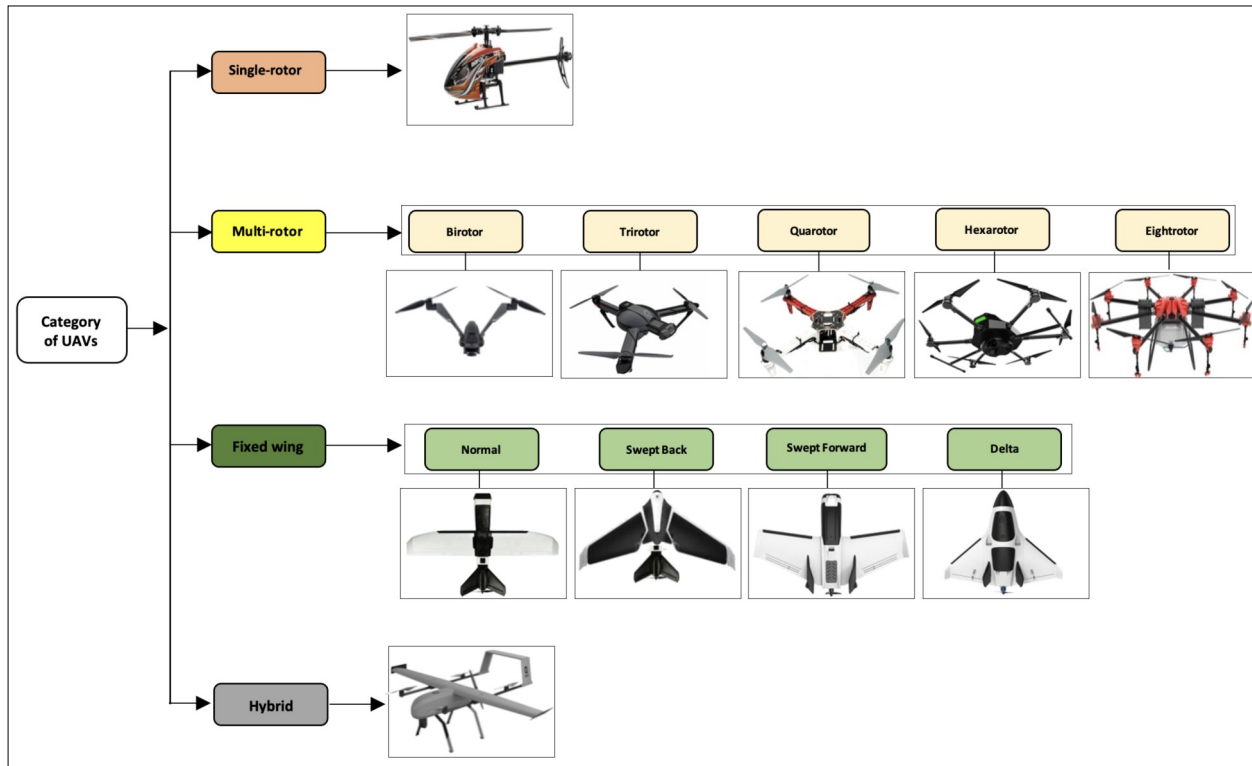 Single-rotor
Multi-rotor
Birotor
Trirotor
Quarotor
Hexarotor
Eightrotor
Category
of UAVs
Fixed wing
Normal
Swept Back
Swept Forward
Delta
Hybrid